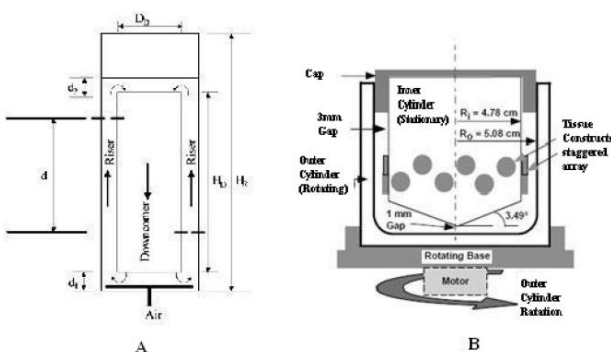 D_D
d₂
Riser
Riser
d
Downcomer
H_D
H_R
d₁
Air
A
Cap
Inner
Cylinder
(Stationary)
3mm
Gap
R_i = 4.78 cm
R_O = 5.08 cm
Tissue
Constructs
staggered
array
Outer
Cylinder
(Rotating)
1 mm
Gap
3.49°
Rotating Base
Motor
Outer
Cylinder
Rotation
B